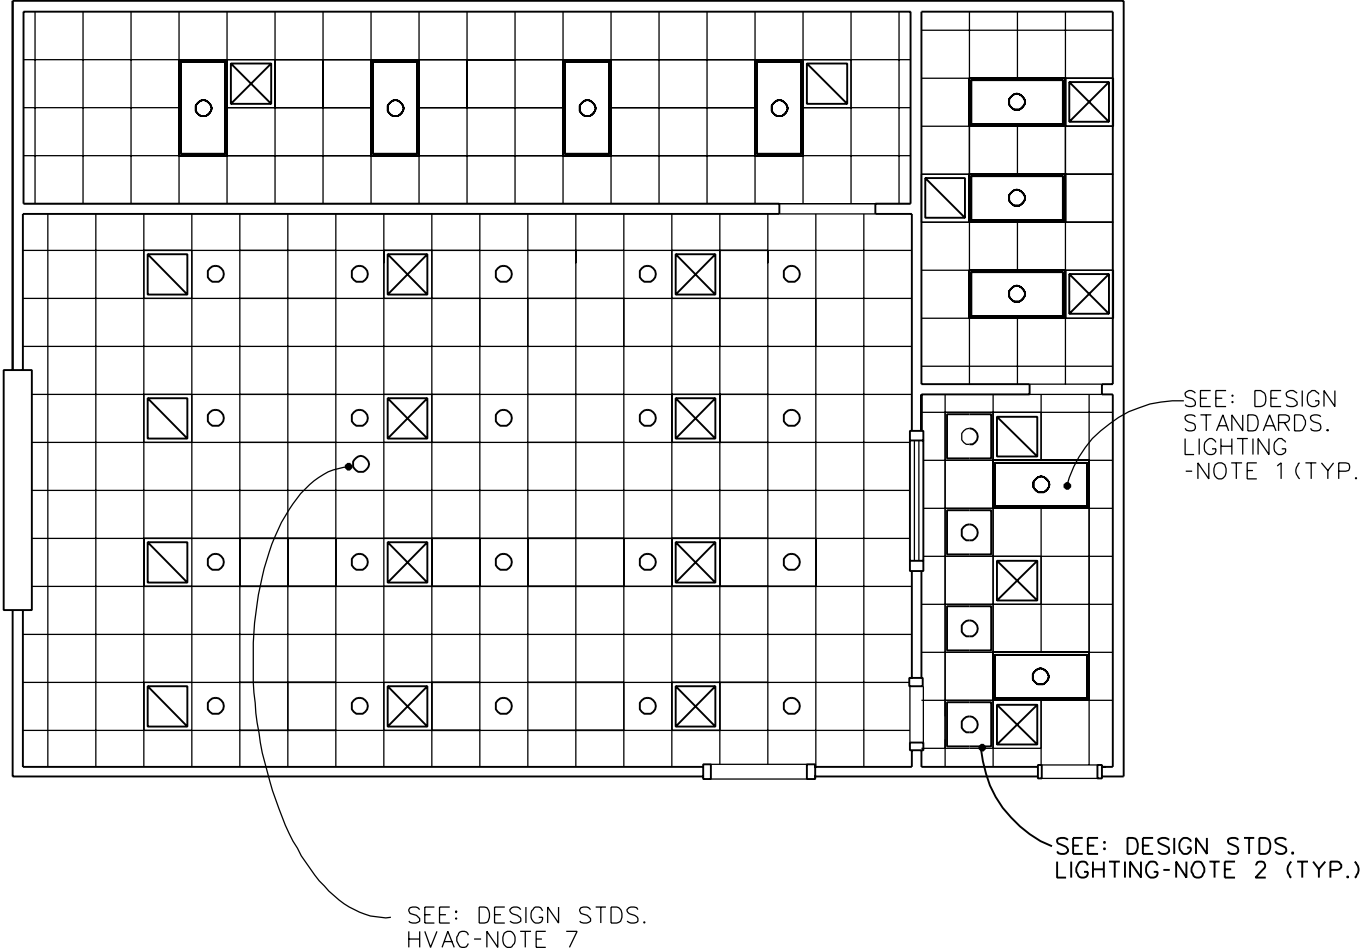 SEE: DESIGN
STANDARDS.
LIGHTING
-NOTE 1 (TYP.
SEE: DESIGN STDS.
LIGHTING-NOTE 2 (TYP.)
SEE: DESIGN STDS.
HVAC-NOTE 7